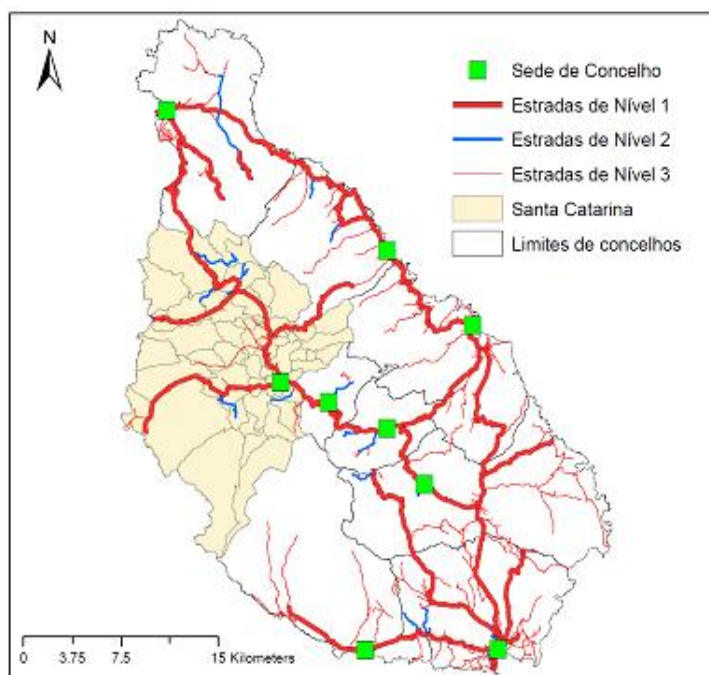 N
Sede de Concelho
Estradas de Nível 1
Estradas de Nível 2
Estradas de Nível 3
Santa Catarina
Limites de concelhos
0 3.75 7.5 15 Kilometers